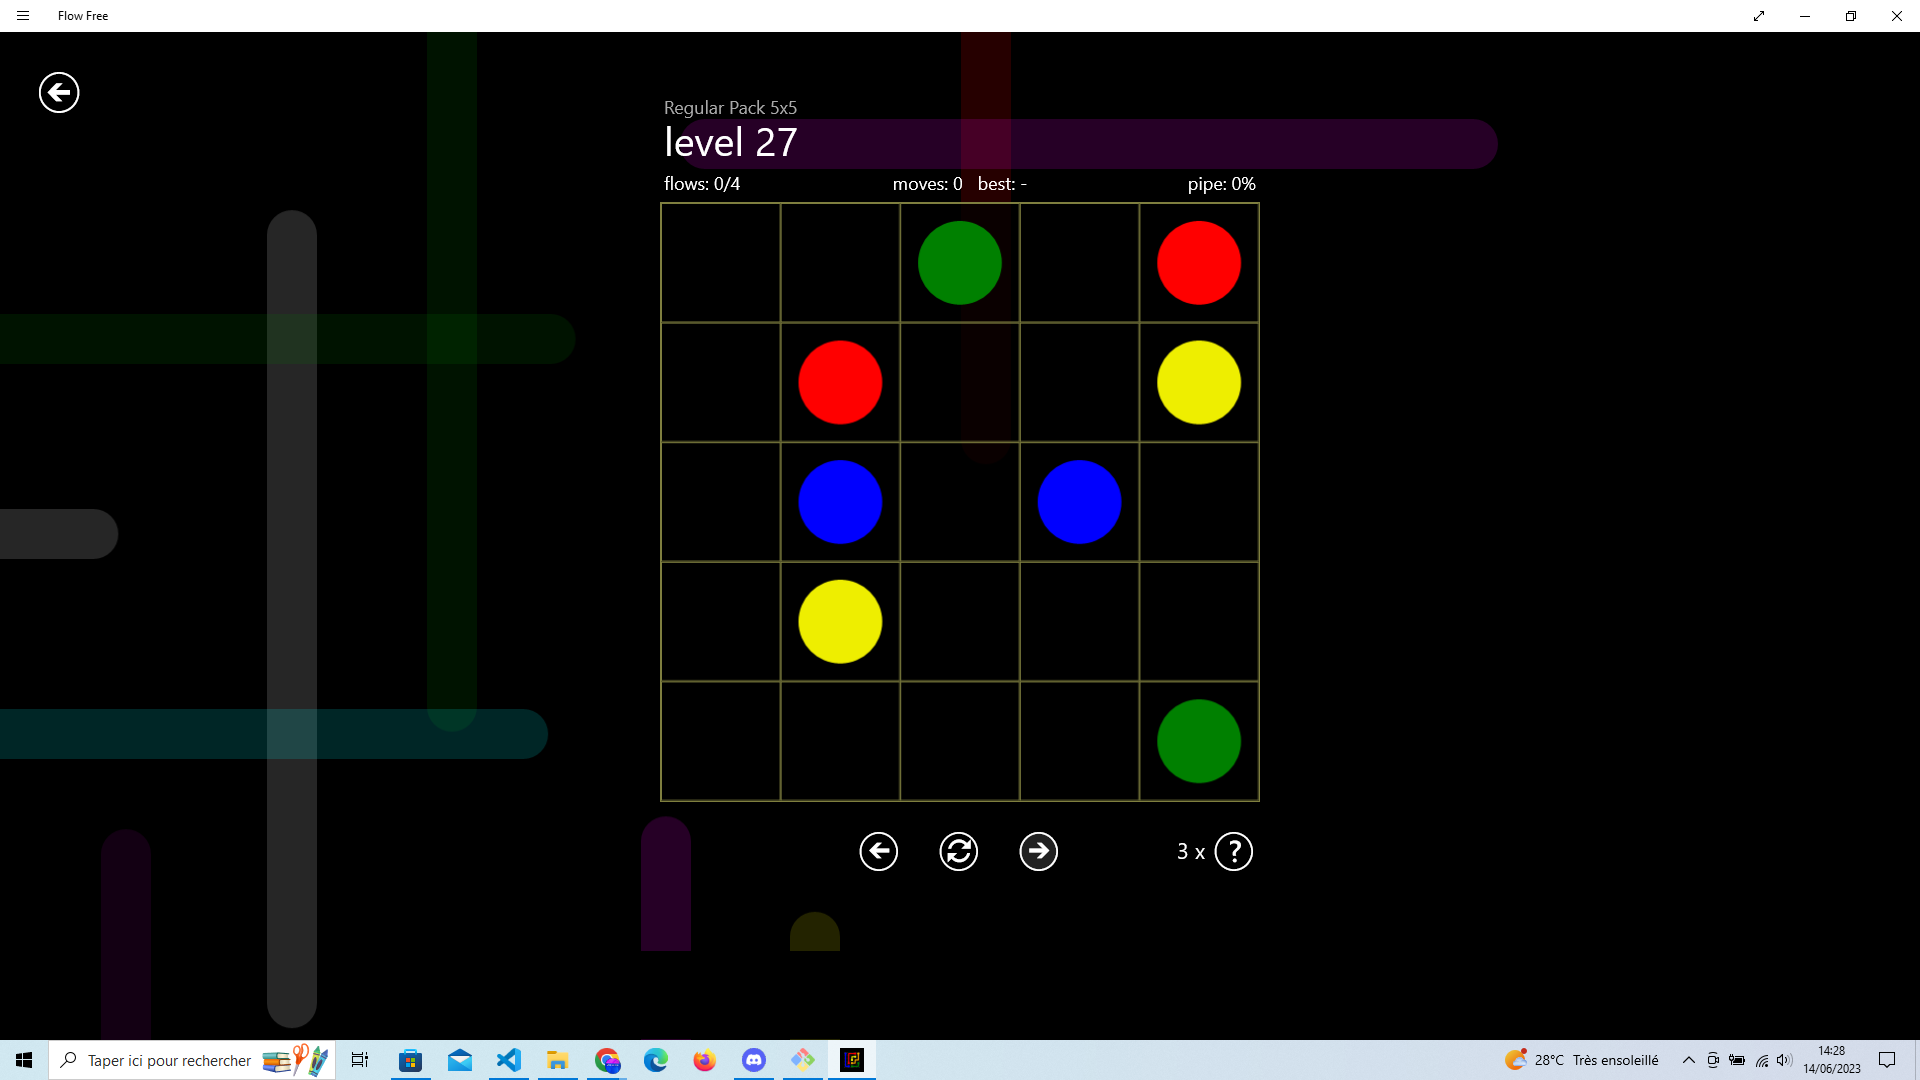 Flow Free
Regular Pack 5x5
level 27
flows: 0/4 moves: 0 best: - pipe: 0%
3 x ?
Taper ici pour rechercher
28°C Très ensoleillé
14:28
14/06/2023